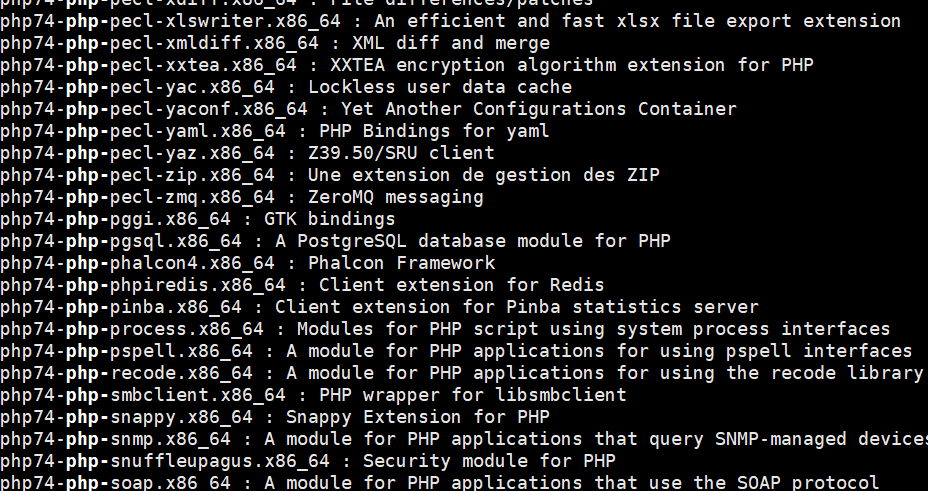 php74-php-pecl-xdiff.x86_64 : File differences/patches
php74-php-pecl-xlswriter.x86_64 : An efficient and fast xlsx file export extension
php74-php-pecl-xmldiff.x86_64 : XML diff and merge
php74-php-pecl-xxtea.x86_64 : XXTEA encryption algorithm extension for PHP
php74-php-pecl-yac.x86_64 : Lockless user data cache
php74-php-pecl-yaconf.x86_64 : Yet Another Configurations Container
php74-php-pecl-yaml.x86_64 : PHP Bindings for yaml
php74-php-pecl-yaz.x86_64 : Z39.50/SRU client
php74-php-pecl-zip.x86_64 : Une extension de gestion des ZIP
php74-php-pecl-zmq.x86_64 : ZeroMQ messaging
php74-php-pggi.x86_64 : GTK bindings
php74-php-pgsql.x86_64 : A PostgreSQL database module for PHP
php74-php-phalcon4.x86_64 : Phalcon Framework
php74-php-phpiredis.x86_64 : Client extension for Redis
php74-php-pinba.x86_64 : Client extension for Pinba statistics server
php74-php-process.x86_64 : Modules for PHP script using system process interfaces
php74-php-pspell.x86_64 : A module for PHP applications for using pspell interfaces
php74-php-recode.x86_64 : A module for PHP applications for using the recode library
php74-php-smbclient.x86_64 : PHP wrapper for libsmbclient
php74-php-snappy.x86_64 : Snappy Extension for PHP
php74-php-snmp.x86_64 : A module for PHP applications that query SNMP-managed devices
php74-php-snuffleupagus.x86_64 : Security module for PHP
php74-php-soap.x86_64 : A module for PHP applications that use the SOAP protocol